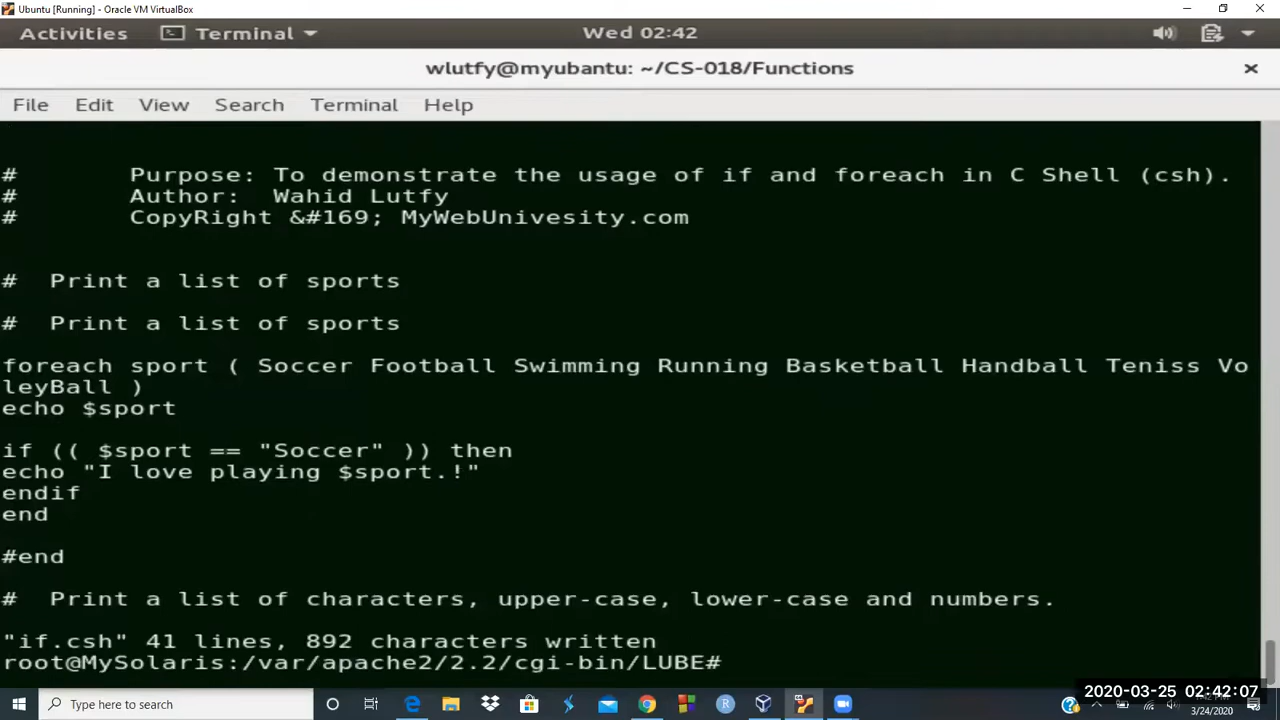 Ubuntu [Running] - Oracle VM VirtualBox
Activities Terminal Wed 02:42
wlutfy@myubantu: ~/CS-018/Functions
File Edit View Search Terminal Help
# Purpose: To demonstrate the usage of if and foreach in C Shell (csh).
# Author: Wahid Lutfy
# CopyRight &#169; MyWebUnivesity.com
# Print a list of sports
# Print a list of sports
foreach sport ( Soccer Football Swimming Running Basketball Handball Teniss Vo
leyBall )
echo $sport
if (( $sport == "Soccer" )) then
echo "I love playing $sport.!"
endif
end
#end
# Print a list of characters, upper-case, lower-case and numbers.
"if.csh" 41 lines, 892 characters written
root@MySolaris:/var/apache2/2.2/cgi-bin/LUBE#
Type here to search
2020-03-25 02:42:07
3/24/2020